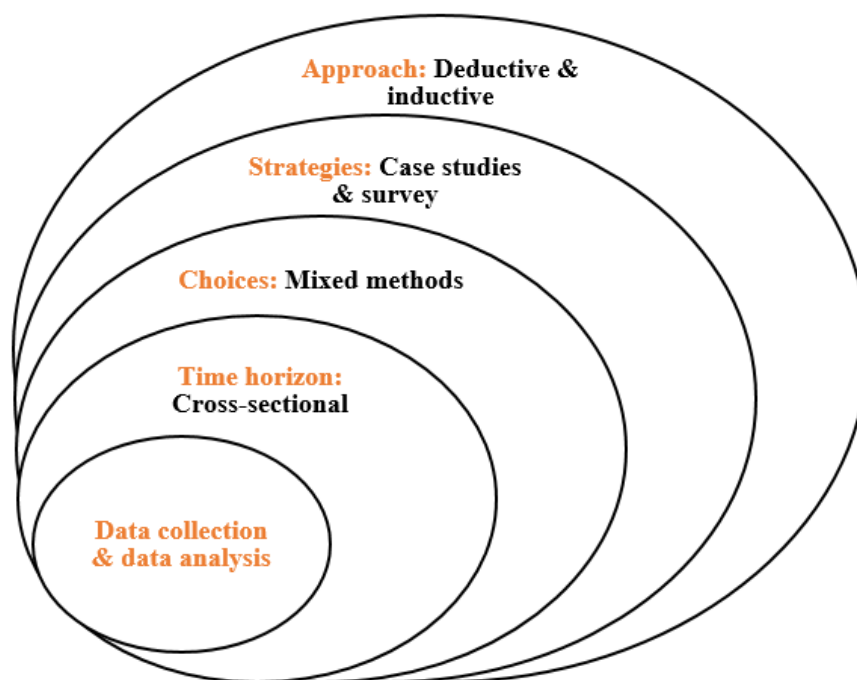 Approach: Deductive &
inductive
Strategies: Case studies
& survey
Choices: Mixed methods
Time horizon:
Cross-sectional
Data collection
& data analysis